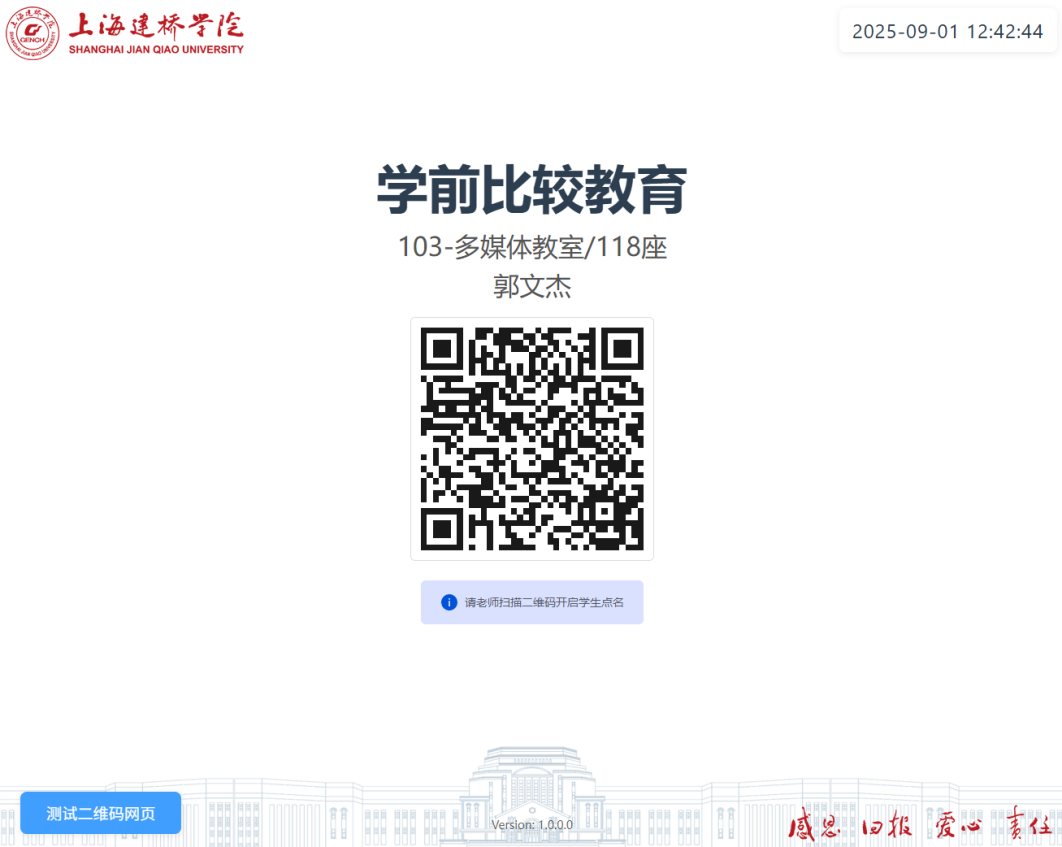 上海建桥学院
SHANGHAI JIAN QIAO UNIVERSITY
GENCH
2025-09-01 12:42:44
学前比较教育
103-多媒体教室/118座
郭文杰
请老师扫描二维码开启学生点名
测试二维码网页
Version: 1.0.0.0
感恩 回报 爱心 责任